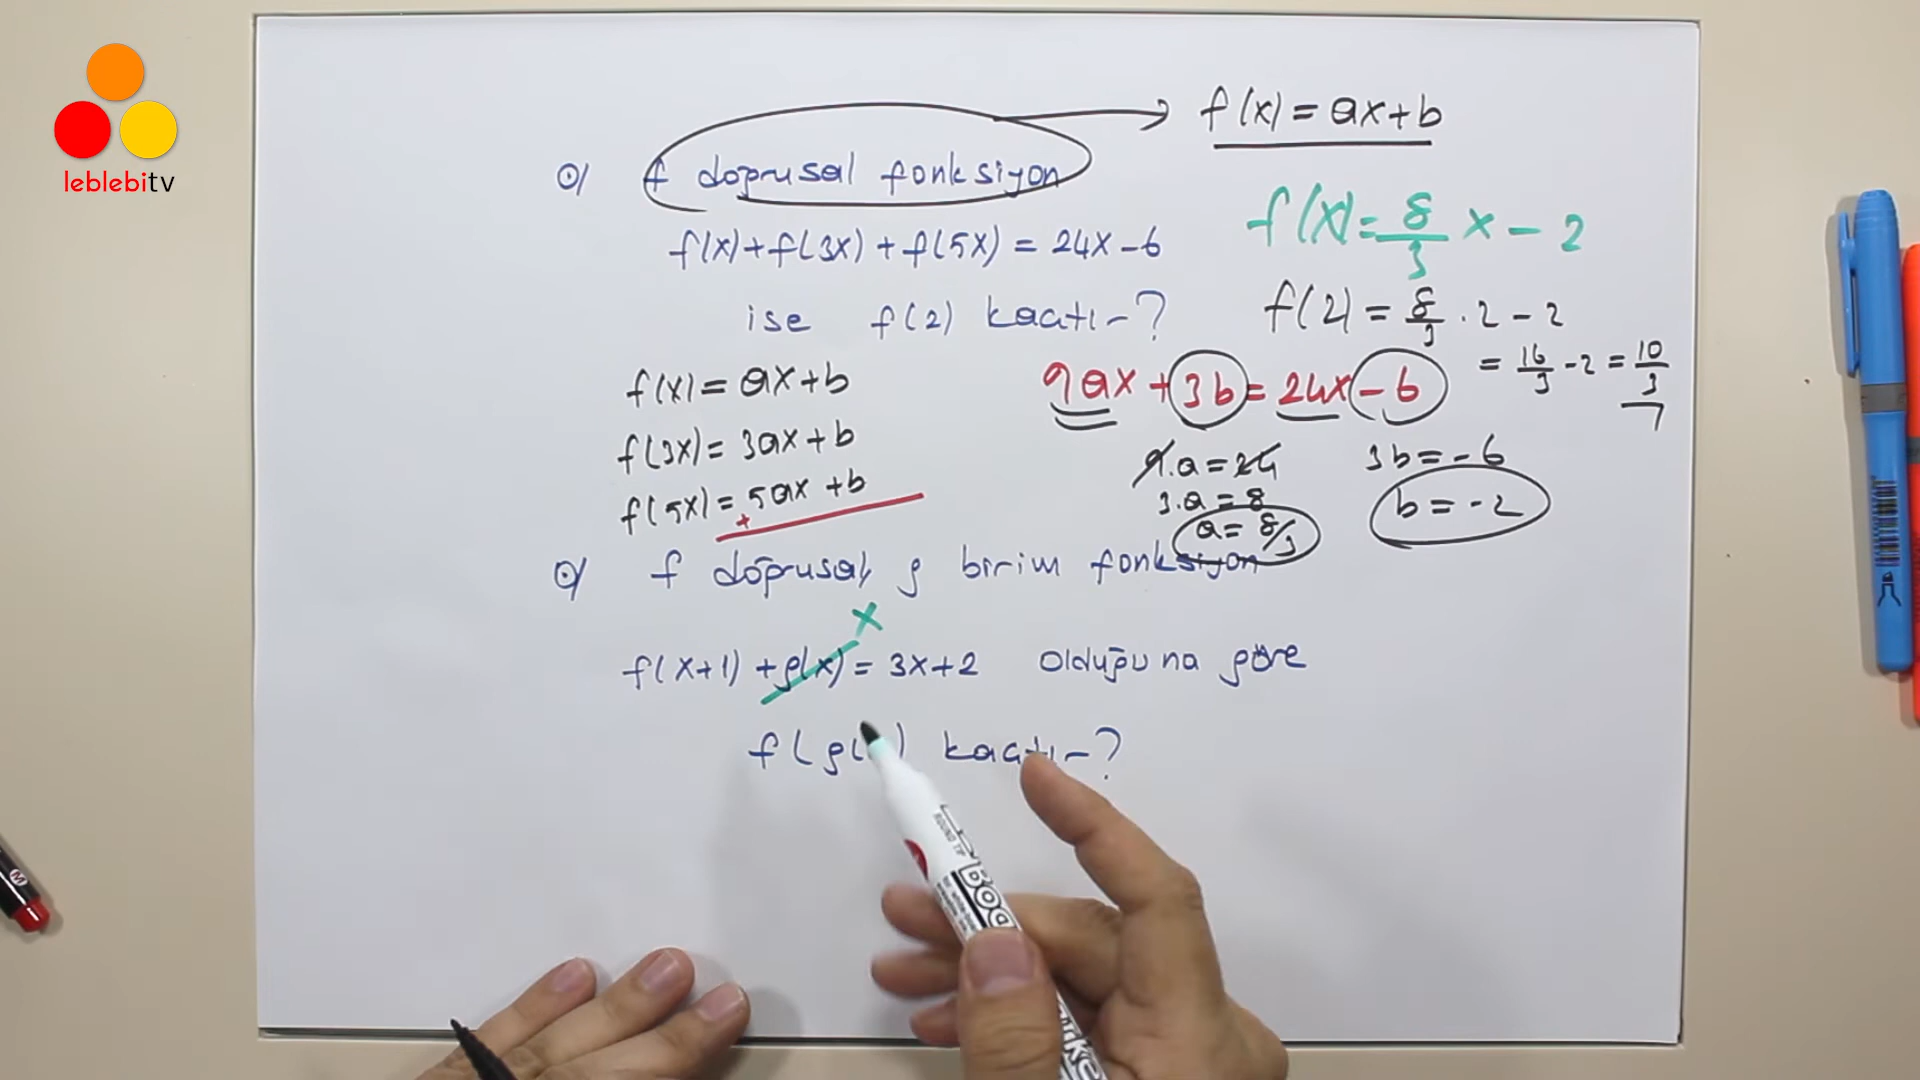 leblebitv
f(x) = ax+b
O) f doğrusal fonksiyon
f(x) = 8/3 x - 2
f(x)+f(3x)+f(5x) = 24x-6
f(2) = 8/3 . 2 - 2
ise f(2) kaçtır?
= 16/3 - 2 = 10/3
f(x) = ax+b
9ax + 3b = 24x - 6
f(3x) = 3ax+b
9.a = 24
3b = -6
f(5x) = 5ax+b
+
3.a = 8
b = -2
a = 8/3
O) f doğrusal, g birim fonksiyon
x
f(x+1) + g(x) = 3x+2 olduğuna göre
f(g( kaçtır?
ROUND TIP